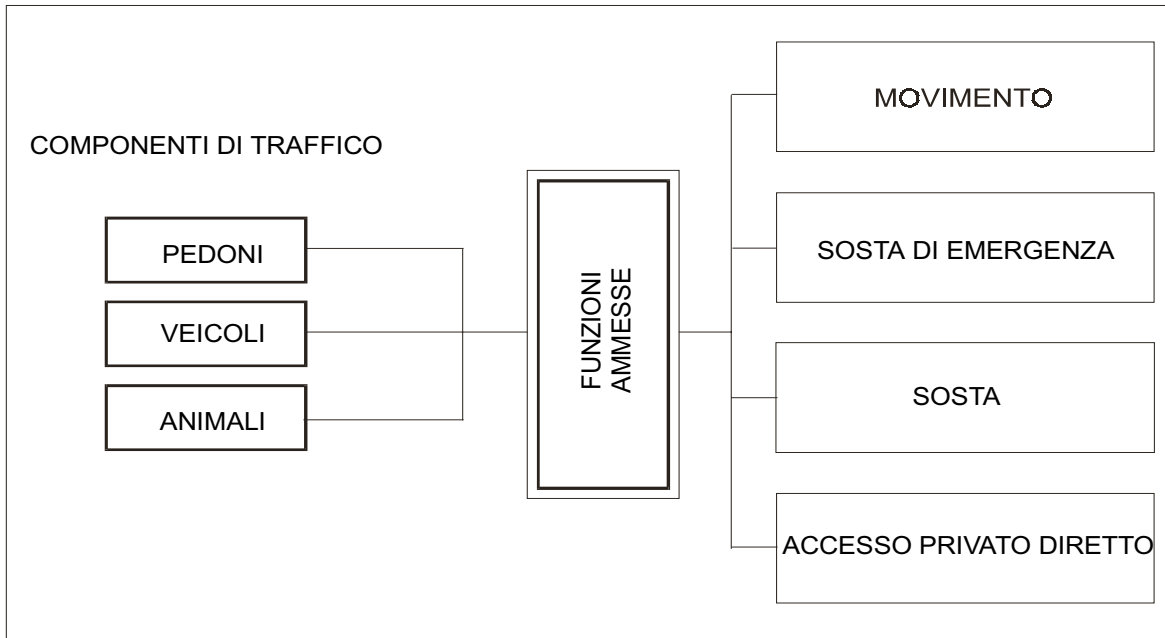 COMPONENTI DI TRAFFICO
PEDONI
VEICOLI
ANIMALI
FUNZIONI
AMMESSE
MOVIMENTO
SOSTA DI EMERGENZA
SOSTA
ACCESSO PRIVATO DIRETTO